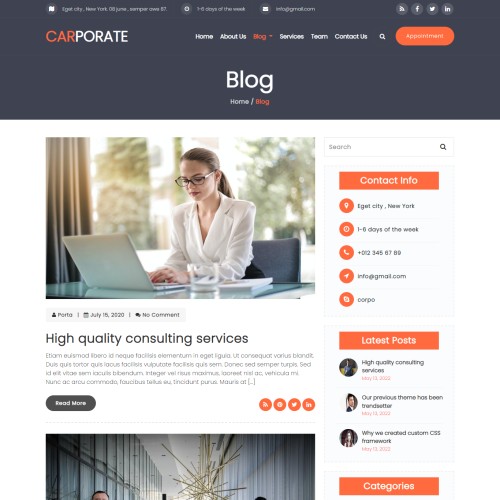 Eget city , New York. 08 june , semper owe 87.
1-6 days of the week
info@gmail.com
CARPORATE
Home
About Us
Blog
Services
Team
Contact Us
Appointment
Blog
Home / Blog
Search
Contact Info
Eget city , New York
1-6 days of the week
+012 345 67 89
info@gmail.com
corpo
Porta | July 15, 2020 | No Comment
High quality consulting services
Etiam euismod libero id neque facilisis elementum in eget ligula. Ut consequat varius blandit.
Duis quis tortor quis lacus facilisis vulputate facilisis quis sem. Donec sed semper turpis. Sed
id elit vitae sem iaculis bibendum. Integer vel risus maximus, laoreet nisl ac, vehicula mi
Nunc ac arcu commodo, faucibus tellus eu, tincidunt purus. Mauris at [...]
Read More
Latest Posts
High quality consulting
services
May 13, 2022
Our previous theme has been
trendsetter
May 13, 2022
Why we created custom CSS
framework
May 13, 2022
Categories